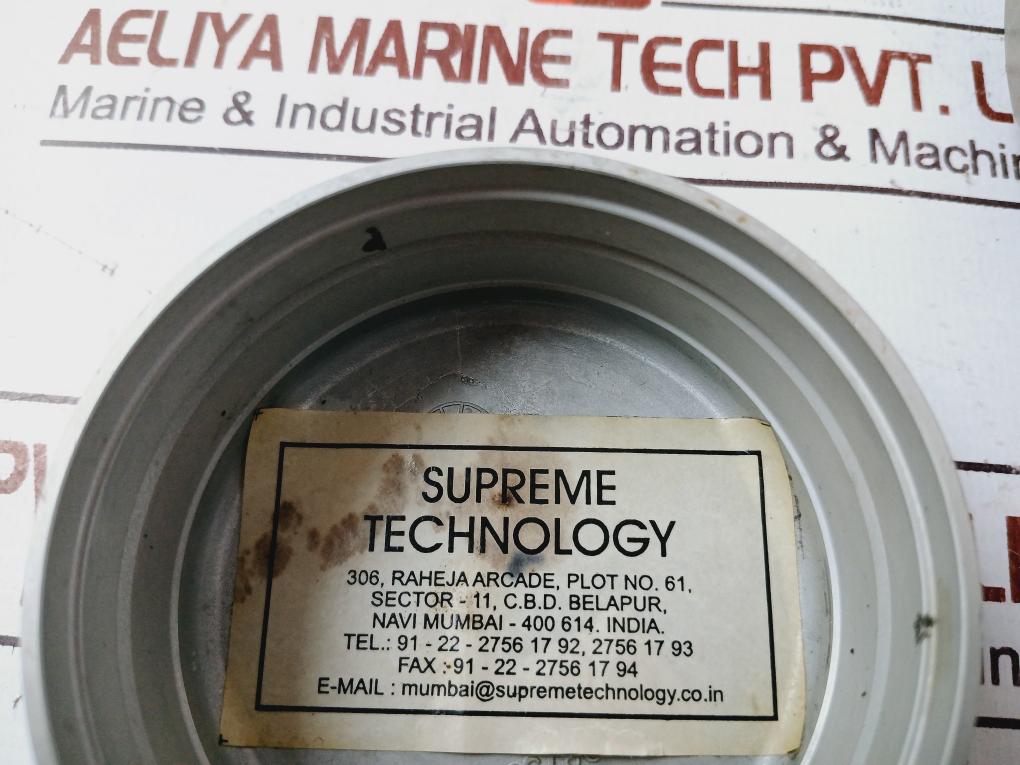 AELIYA MARINE TECH PVT.
Marine & Industrial Automation &
SUPREME
TECHNOLOGY
306, RAHEJA ARCADE, PLOT NO. 61,
SECTOR - 11, C.B.D. BELAPUR,
NAVI MUMBAI - 400 614. INDIA.
TEL.: 91 - 22 - 2756 17 92, 2756 17 93
FAX : 91 - 22 - 2756 17 94
E-MAIL : mumbai@supremetechnology.co.in